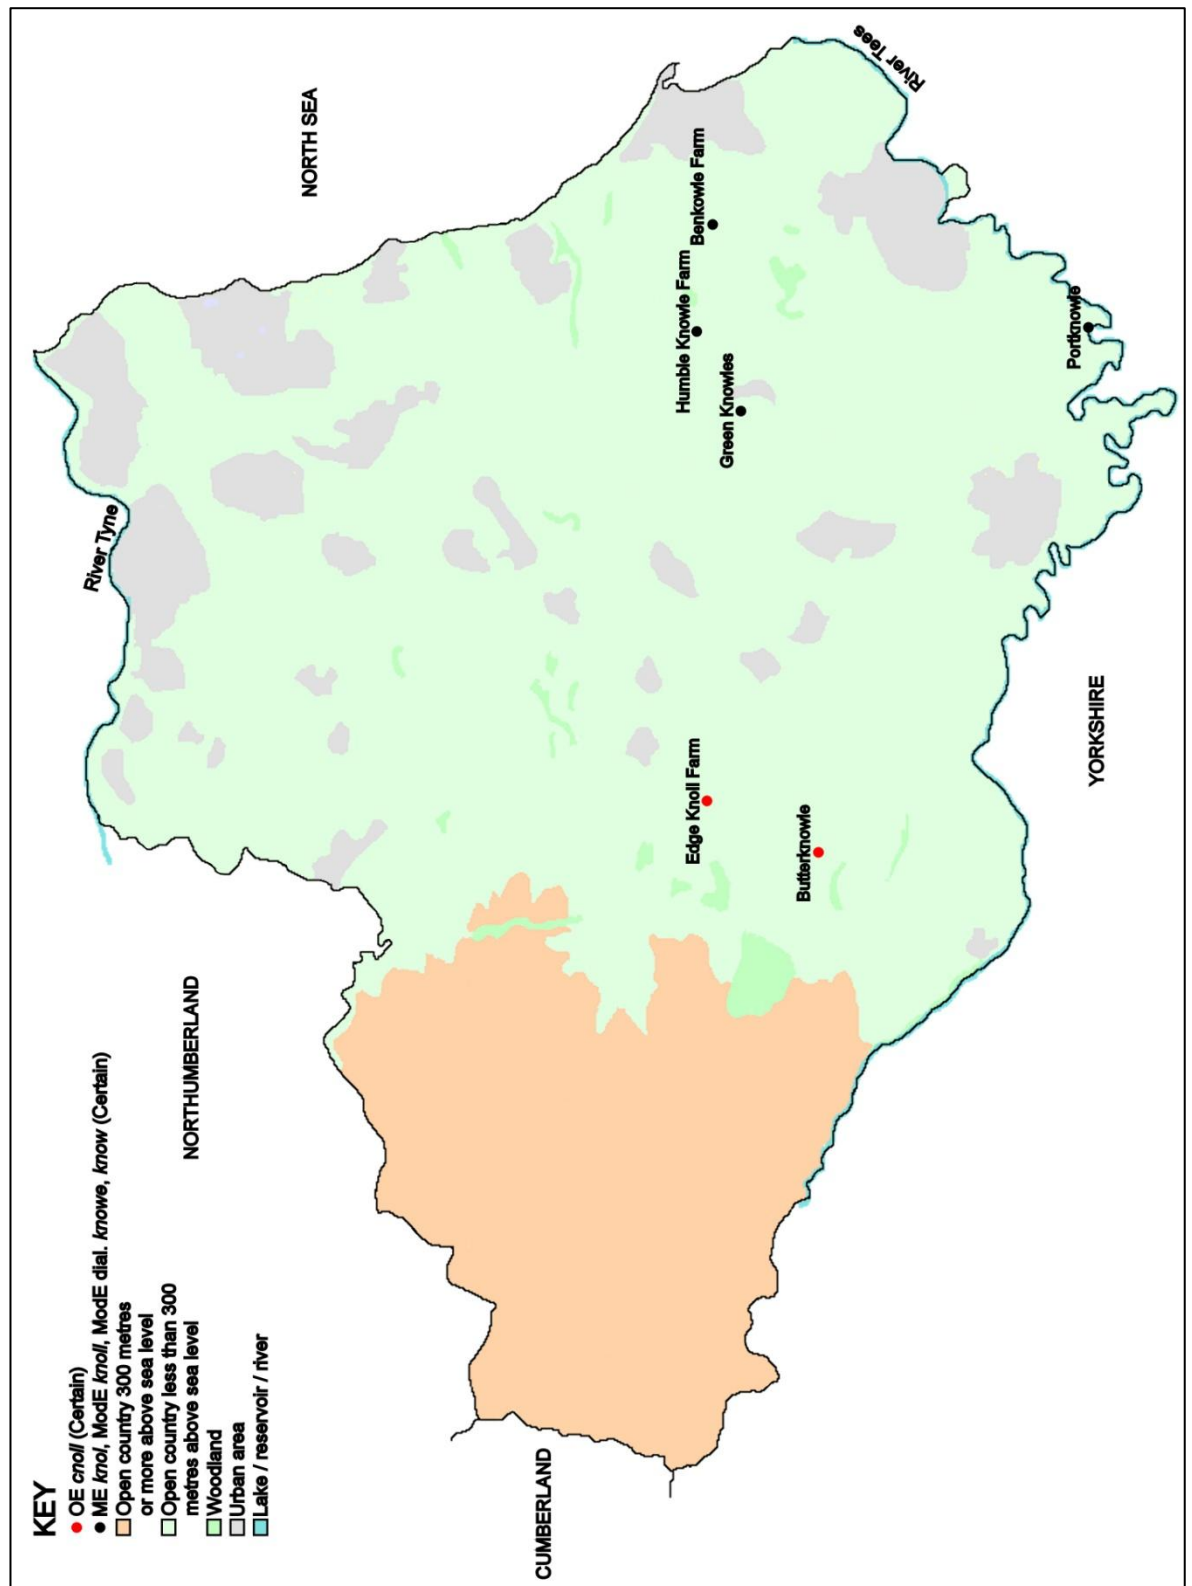 KEY
OE cnoll (Certain)
ME knol, ModE knoll, ModE dial. knowe, know (Certain)
Open country 300 metres
or more above sea level
Open country less than 300
metres above sea level
Woodland
Urban area
Lake / reservoir / river
CUMBERLAND
NORTHUMBERLAND
NORTH SEA
YORKSHIRE
River Tyne
River Tees
Edge Knoll Farm
Butterknowle
Green Knowles
Humble Knowle Farm
Benkowle Farm
Portknowle